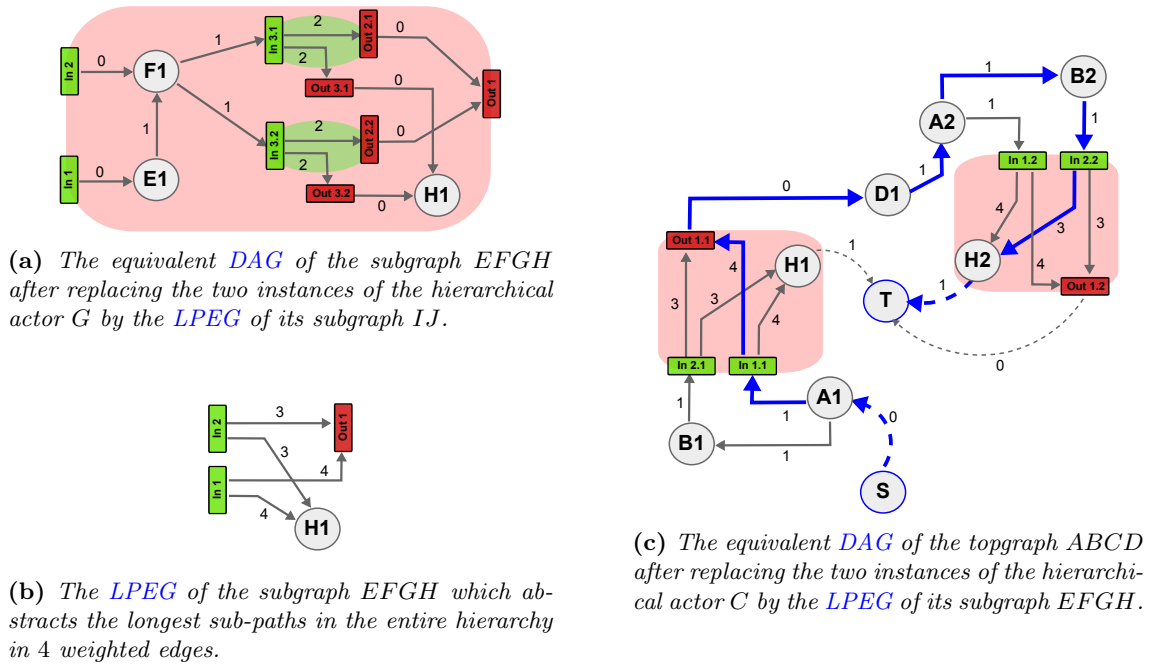 In 2
0
F1
1
In 3.1
2
Out 2.1
0
2
Out 3.1
0
Out 1
1
In 3.2
2
Out 2.2
0
2
Out 3.2
0
H1
1
In 1
0
E1
(a) The equivalent DAG of the subgraph EFGH
after replacing the two instances of the hierarchical
actor G by the LPEG of its subgraph IJ.
In 2
3
Out 1
3
In 1
4
4
H1
(b) The LPEG of the subgraph EFGH which ab-
stracts the longest sub-paths in the entire hierarchy
in 4 weighted edges.
1
B2
A2
1
1
In 1.2
In 2.2
0
D1
1
4
3
3
Out 1.1
4
H1
1
H2
4
Out 1.2
3
3
4
T
1
0
In 2.1
In 1.1
1
B1
1
A1
1
0
S
(c) The equivalent DAG of the topgraph ABCD
after replacing the two instances of the hierarchi-
cal actor C by the LPEG of its subgraph EFGH.